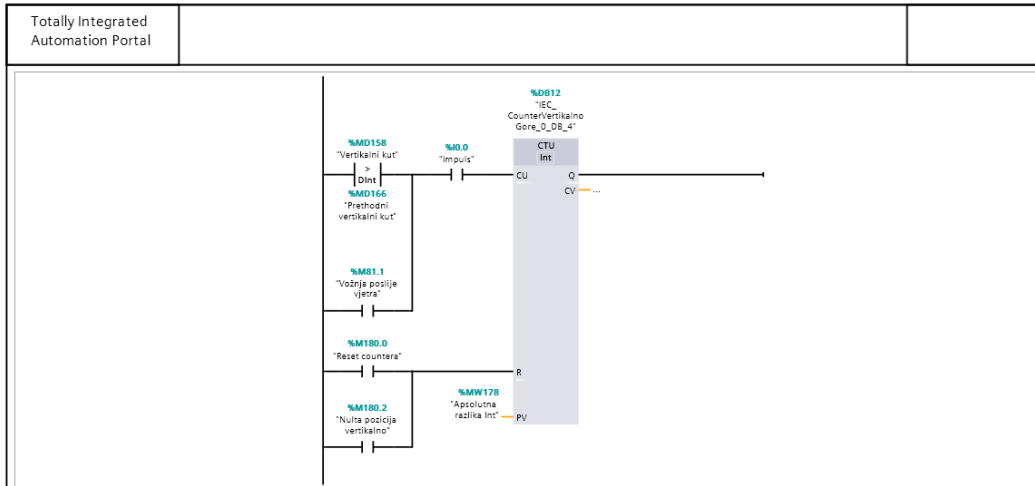 Totally Integrated
Automation Portal
%DB12
"IEC_
CounterVertikalno
Gore_0_DB_4"
CTU
Int
%MD158
"Vertikalni kut"
>
DInt
%MD166
"Prethodni
vertikalni kut"
%I0.0
"Impuls"
CU
Q
CV
...
%M81.1
"Vožnja poslije
vjetra"
%M180.0
"Reset countera"
R
%M180.2
"Nulta pozicija
vertikalno"
%MW178
"Apsolutna
razlika Int"
PV